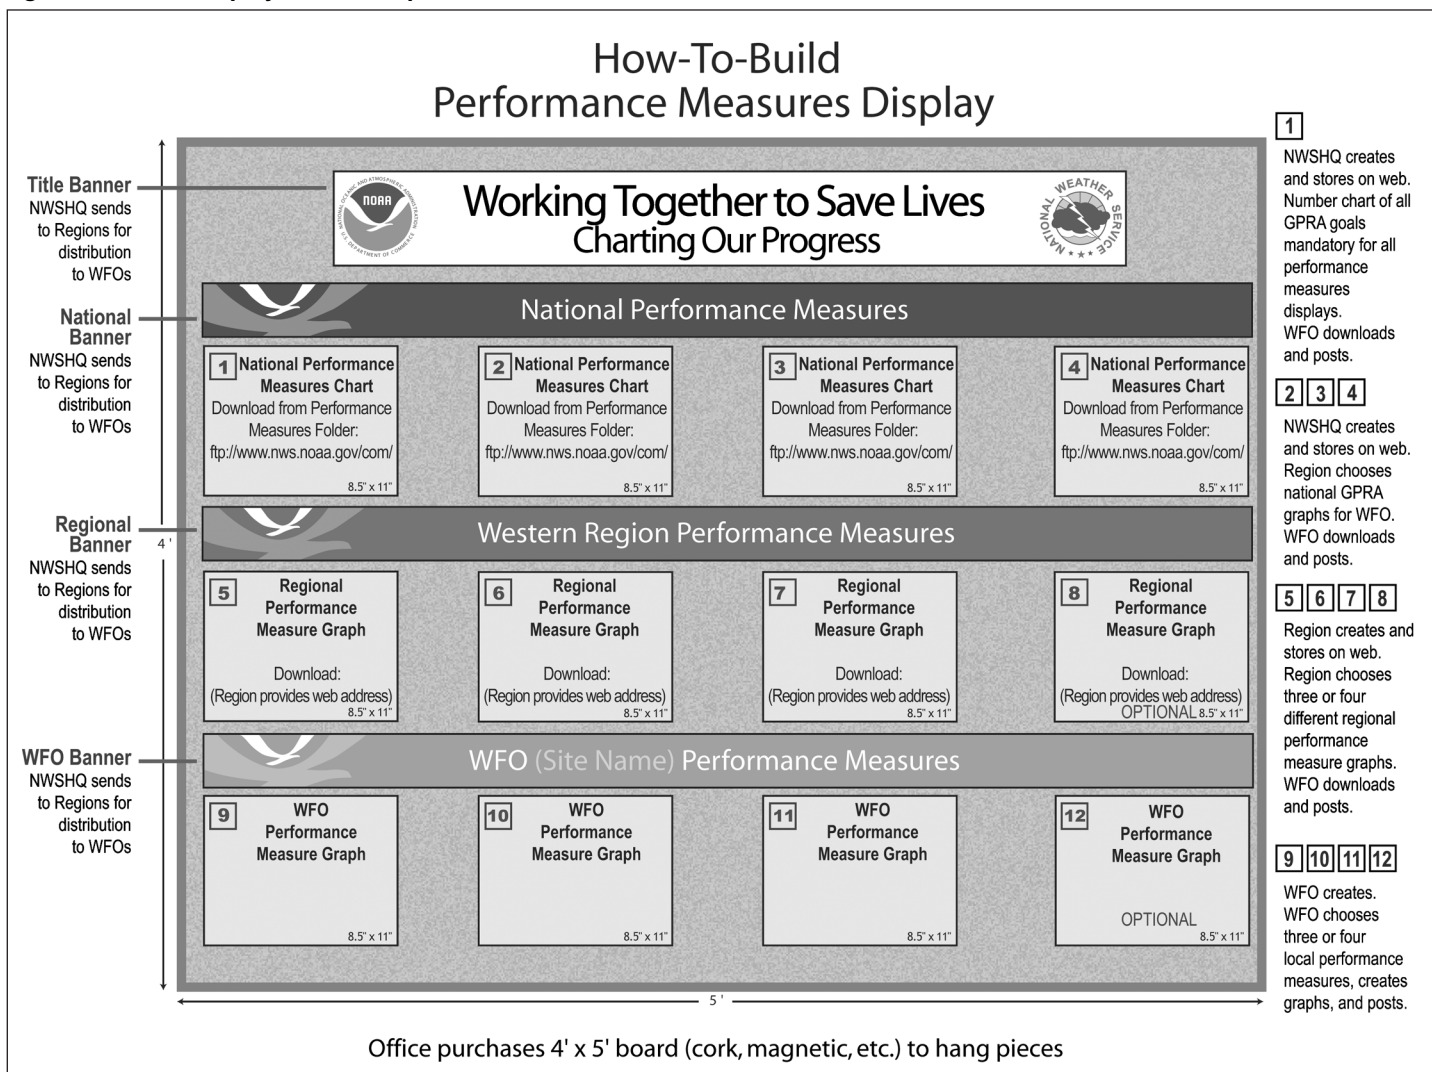 How-To-Build
Performance Measures Display
Title Banner
NWSHQ sends
to Regions for
distribution
to WFOs
National
Banner
NWSHQ sends
to Regions for
distribution
to WFOs
Regional
Banner
NWSHQ sends
to Regions for
distribution
to WFOs
WFO Banner
NWSHQ sends
to Regions for
distribution
to WFOs
4'
NATIONAL OCEANIC AND ATMOSPHERIC ADMINISTRATION
U.S. DEPARTMENT OF COMMERCE
NOAA
Working Together to Save Lives
Charting Our Progress
NATIONAL WEATHER SERVICE
National Performance Measures
1 National Performance
Measures Chart
Download from Performance
Measures Folder:
ftp://www.nws.noaa.gov/com/
8.5" x 11"
2 National Performance
Measures Chart
Download from Performance
Measures Folder:
ftp://www.nws.noaa.gov/com/
8.5" x 11"
3 National Performance
Measures Chart
Download from Performance
Measures Folder:
ftp://www.nws.noaa.gov/com/
8.5" x 11"
4 National Performance
Measures Chart
Download from Performance
Measures Folder:
ftp://www.nws.noaa.gov/com/
8.5" x 11"
Western Region Performance Measures
5 Regional
Performance
Measure Graph
Download:
(Region provides web address)
8.5" x 11"
6 Regional
Performance
Measure Graph
Download:
(Region provides web address)
8.5" x 11"
7 Regional
Performance
Measure Graph
Download:
(Region provides web address)
8.5" x 11"
8 Regional
Performance
Measure Graph
Download:
(Region provides web address)
OPTIONAL 8.5" x 11"
WFO (Site Name) Performance Measures
9 WFO
Performance
Measure Graph
8.5" x 11"
10 WFO
Performance
Measure Graph
8.5" x 11"
11 WFO
Performance
Measure Graph
8.5" x 11"
12 WFO
Performance
Measure Graph
OPTIONAL
8.5" x 11"
5'
1
NWSHQ creates
and stores on web.
Number chart of all
GPRA goals
mandatory for all
performance
measures
displays.
WFO downloads
and posts.
2 3 4
NWSHQ creates
and stores on web.
Region chooses
national GPRA
graphs for WFO.
WFO downloads
and posts.
5 6 7 8
Region creates and
stores on web.
Region chooses
three or four
different regional
performance
measure graphs.
WFO downloads
and posts.
9 10 11 12
WFO creates.
WFO chooses
three or four
local performance
measures, creates
graphs, and posts.
Office purchases 4' x 5' board (cork, magnetic, etc.) to hang pieces